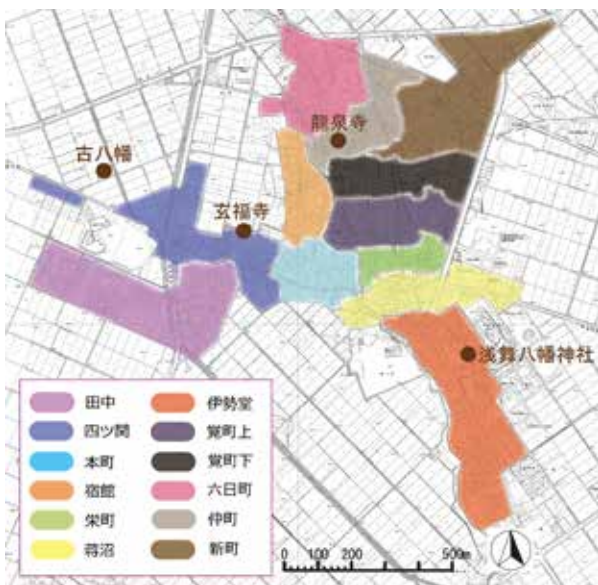 龍泉寺
古八幡
玄福寺
浅舞八幡神社
田中
伊勢堂
四ツ関
覚町上
本町
覚町下
宿館
六日町
栄町
仲町
蒋沼
新町
0 100 200 500m